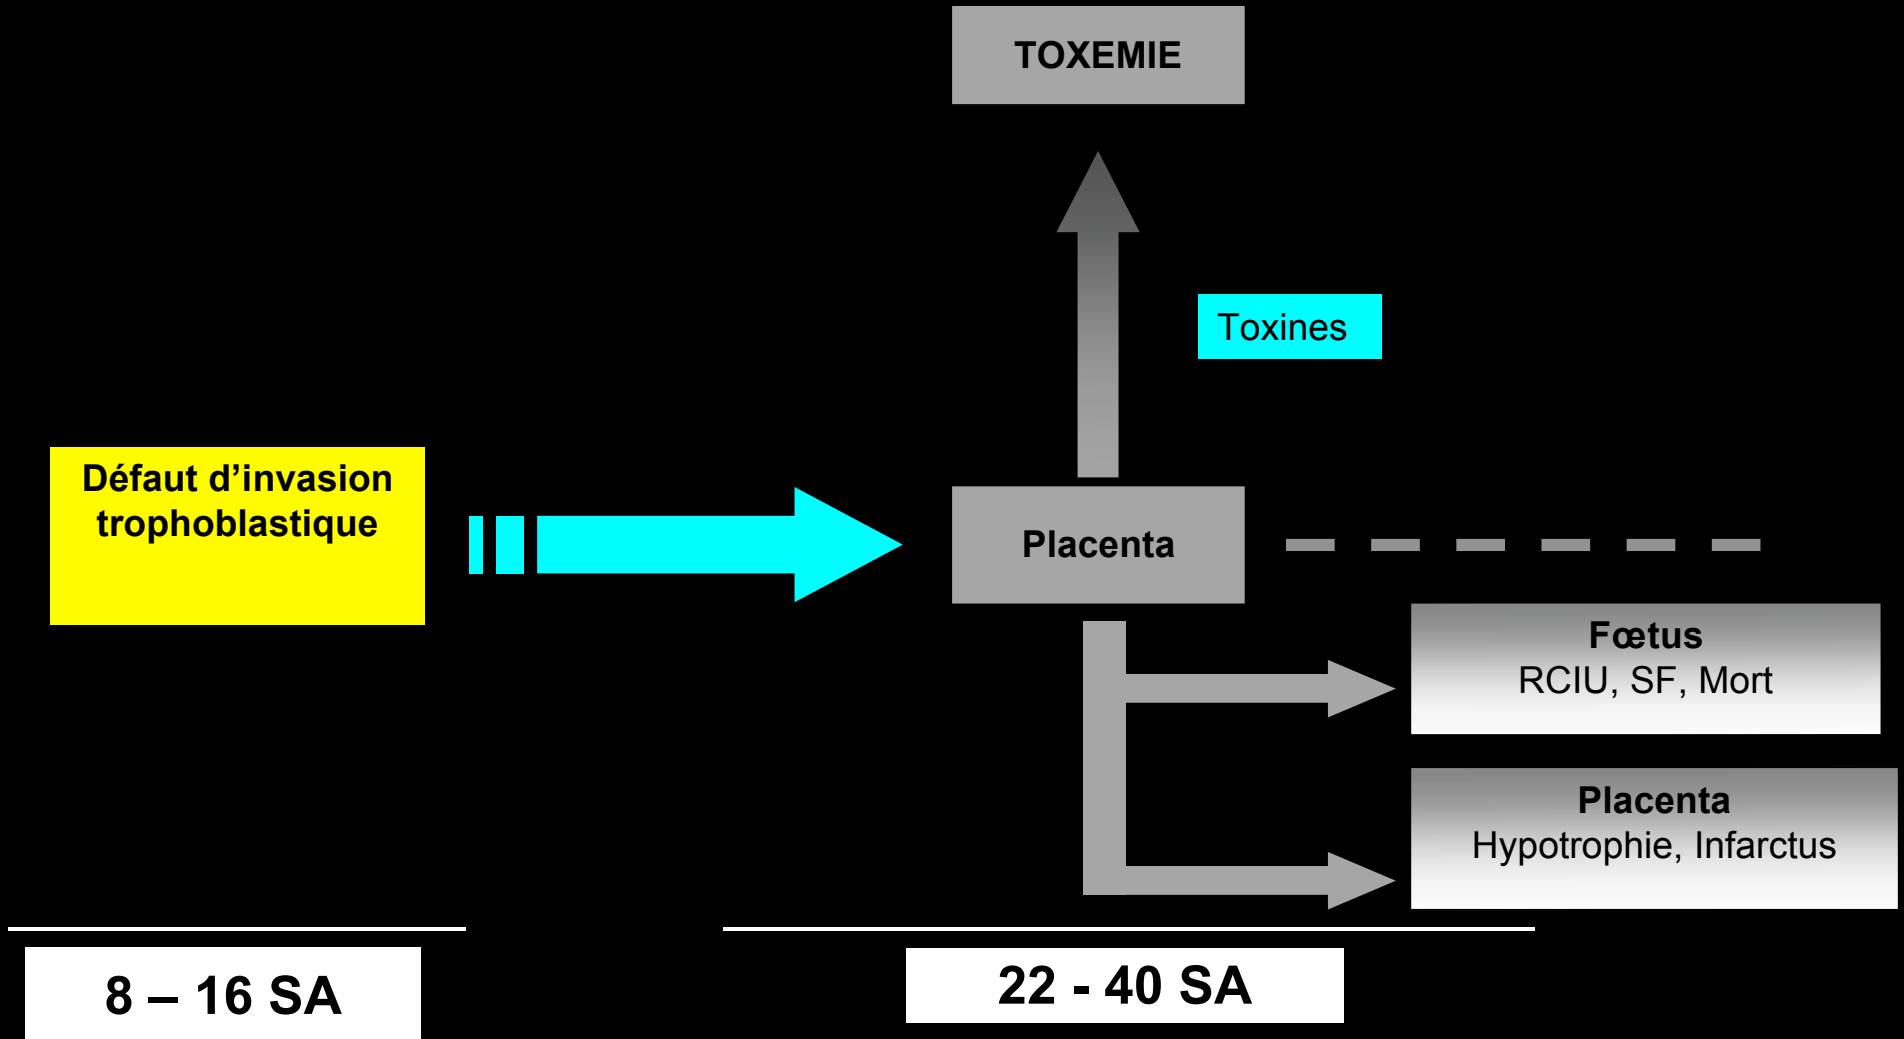 TOXEMIE
Toxines
Défaut d’invasion
trophoblastique
Placenta
Fœtus
RCIU, SF, Mort
Placenta
Hypotrophie, Infarctus
8 – 16 SA
22 - 40 SA